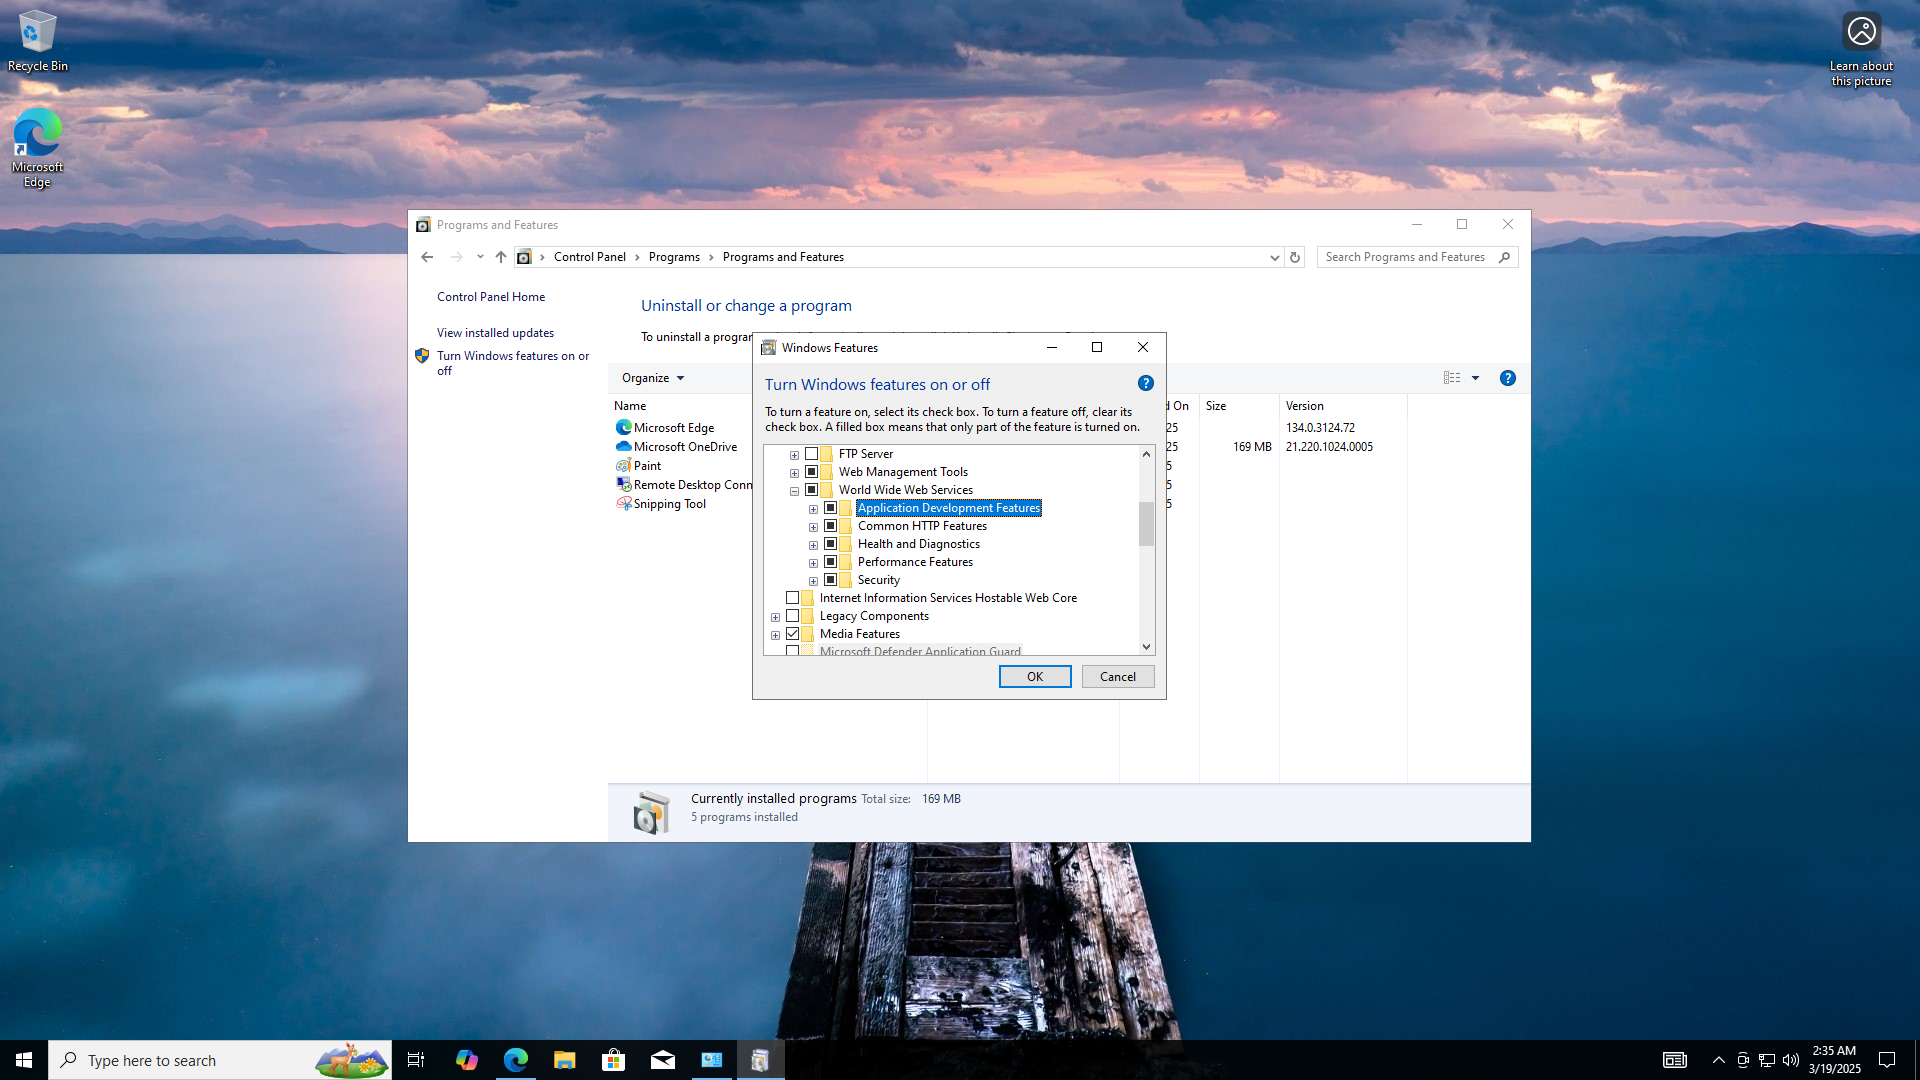 Recycle Bin
Microsoft
Edge
Learn about
this picture
Programs and Features
Control Panel
Programs
Programs and Features
Search Programs and Features
Control Panel Home
View installed updates
Turn Windows features on or
off
Uninstall or change a program
To uninstall a program
Organize
Name
d On
Size
Version
Microsoft Edge
25
134.0.3124.72
Microsoft OneDrive
25
169 MB
21.220.1024.0005
Paint
5
Remote Desktop Conn
5
Snipping Tool
5
Windows Features
Turn Windows features on or off
To turn a feature on, select its check box. To turn a feature off, clear its
check box. A filled box means that only part of the feature is turned on.
FTP Server
Web Management Tools
World Wide Web Services
Application Development Features
Common HTTP Features
Health and Diagnostics
Performance Features
Security
Internet Information Services Hostable Web Core
Legacy Components
Media Features
Microsoft Defender Application Guard
OK
Cancel
Currently installed programs
Total size:
169 MB
5 programs installed
Type here to search
2:35 AM
3/19/2025